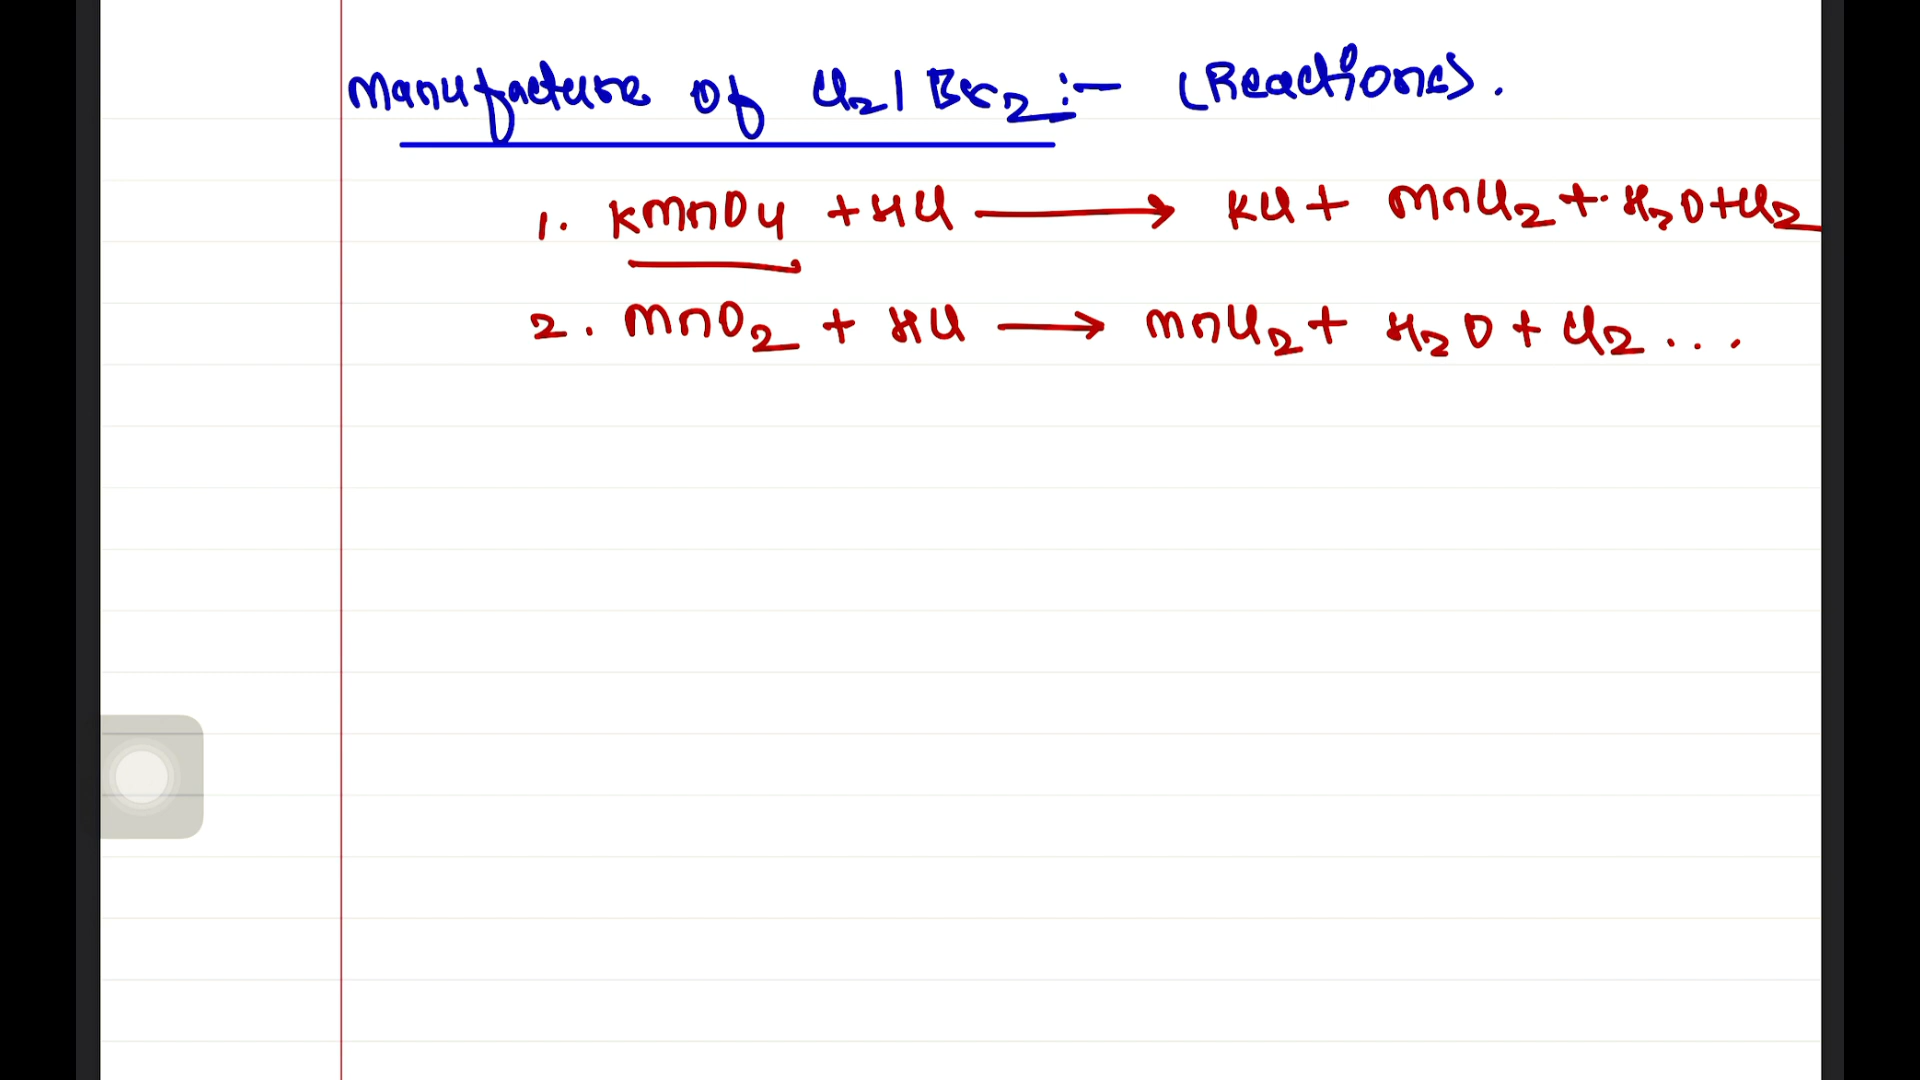 Manufacture of Cl2/Br2 :- (Reactions).
1. KMnO4 + HCl → KCl + MnCl2 + H2O + Cl2
2. MnO2 + HCl → MnCl2 + H2O + Cl2 ...